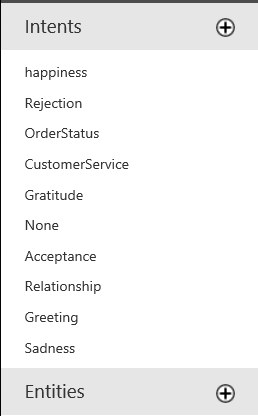 Intents
happiness
Rejection
OrderStatus
CustomerService
Gratitude
None
Acceptance
Relationship
Greeting
Sadness
Entities